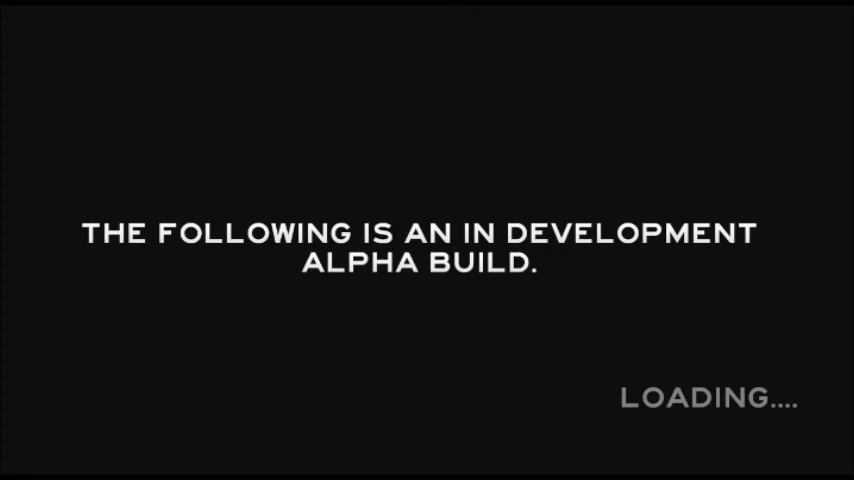 THE FOLLOWING IS AN IN DEVELOPMENT
ALPHA BUILD.
LOADING....